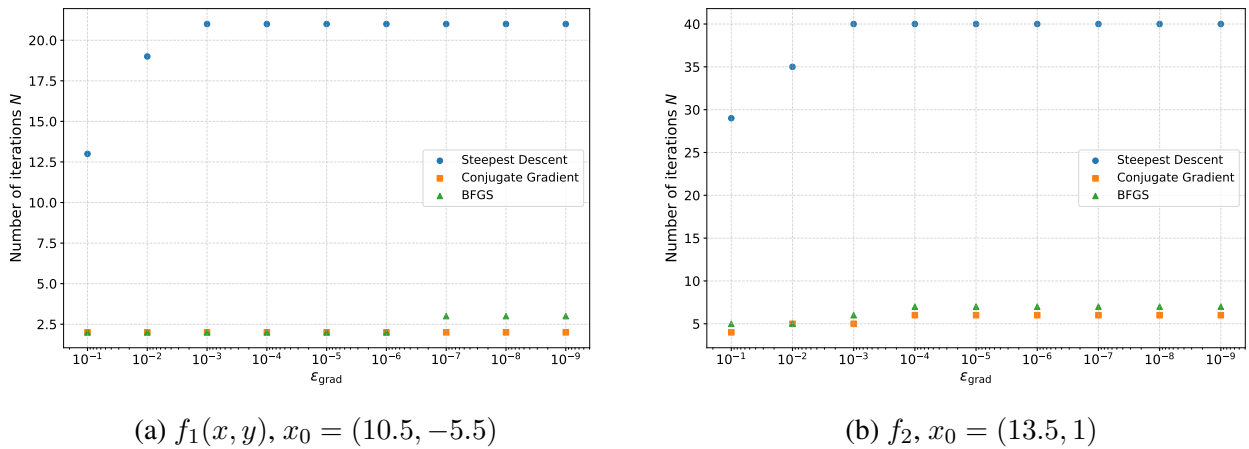 20.0
17.5
15.0
12.5
10.0
7.5
5.0
2.5
Number of iterations N
10⁻¹ 10⁻² 10⁻³ 10⁻⁴ 10⁻⁵ 10⁻⁶ 10⁻⁷ 10⁻⁸ 10⁻⁹
ε_grad
Steepest Descent
Conjugate Gradient
BFGS
(a) f₁(x, y), x₀ = (10.5, −5.5)
40
35
30
25
20
15
10
5
Number of iterations N
10⁻¹ 10⁻² 10⁻³ 10⁻⁴ 10⁻⁵ 10⁻⁶ 10⁻⁷ 10⁻⁸ 10⁻⁹
ε_grad
Steepest Descent
Conjugate Gradient
BFGS
(b) f₂, x₀ = (13.5, 1)